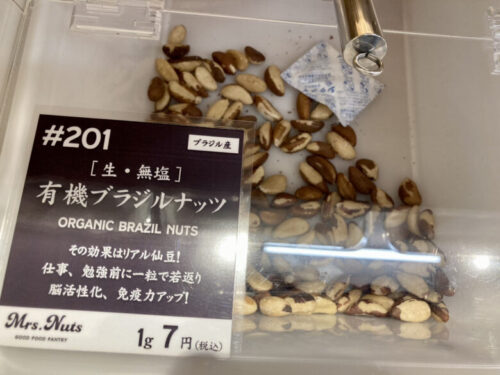 #201
ブラジル産
[生・無塩]
有機ブラジルナッツ
ORGANIC BRAZIL NUTS
その効果はリアル仙豆!
仕事、勉強前に一粒で若返り
脳活性化、免疫力アップ!
Mrs. Nuts
GOOD FOOD PANTRY
1g 7円(税込)